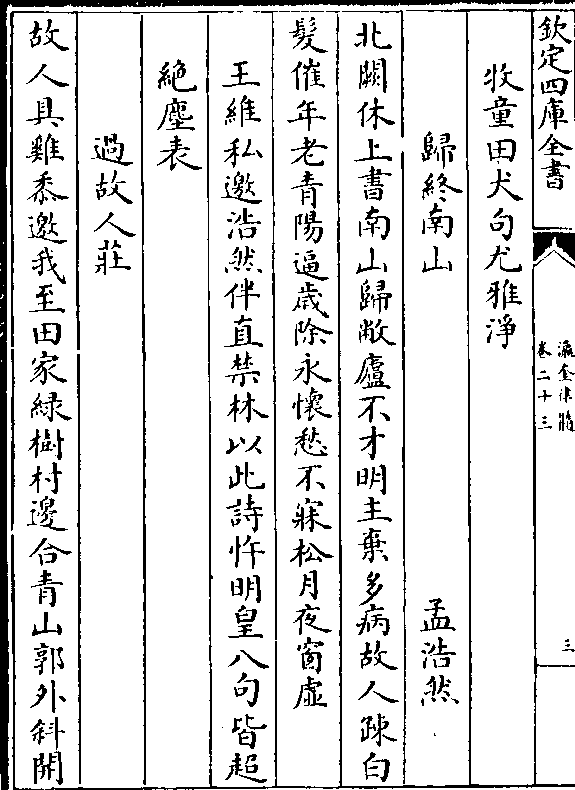 欽定四庫全書
瀛奎律髓
卷二十三
三
牧童田犬句尤雅淨
歸終南山
孟浩然
北闕休上書南山歸敝廬不才明主棄多病故人疎白
髮催年老青陽逼歳除永懷愁不寐松月夜窗虛
王維私邀浩然伴直禁林以此詩忤明皇八句皆超
絶塵表
過故人莊
故人具雞黍邀我至田家緑樹村邊合青山郭外斜開